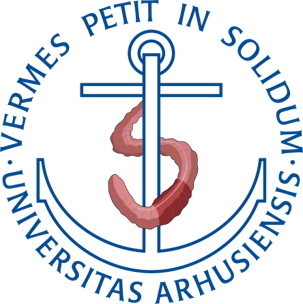 VERMES PETIT IN SOLIDUM
· UNIVERSITAS ARHUSIENSIS ·